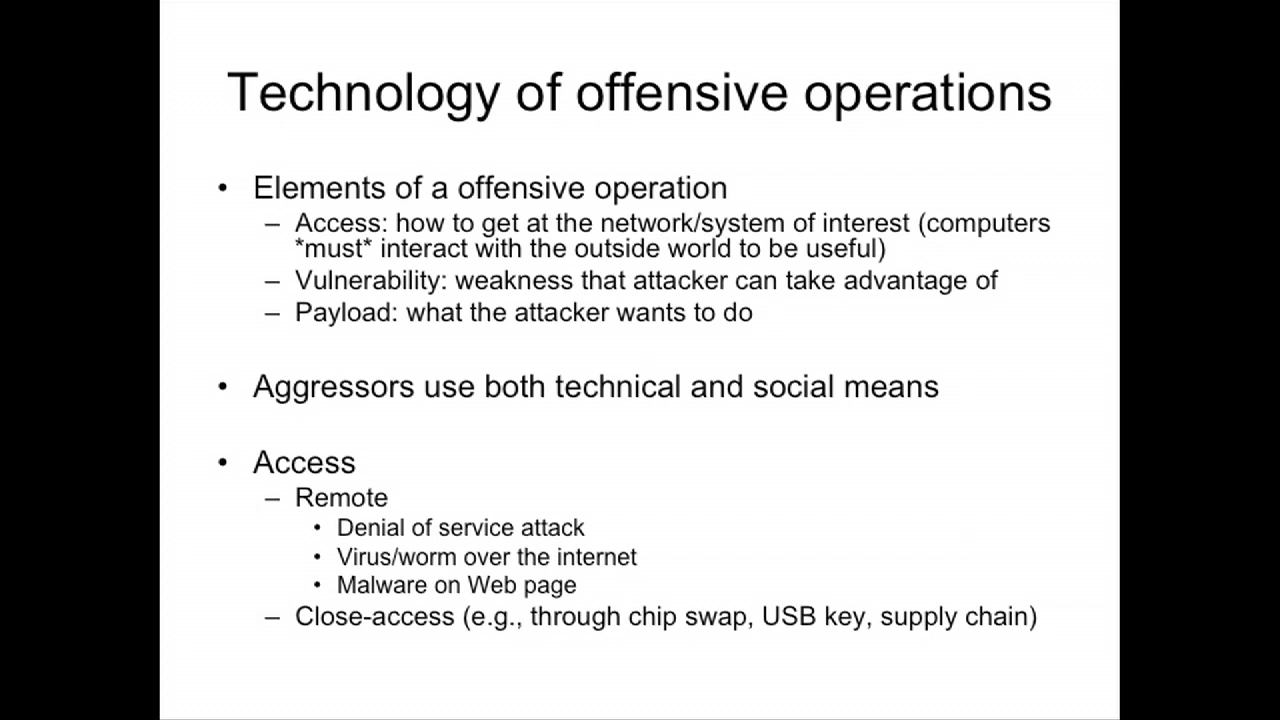 Technology of offensive operations
• Elements of a offensive operation
– Access: how to get at the network/system of interest (computers
*must* interact with the outside world to be useful)
– Vulnerability: weakness that attacker can take advantage of
– Payload: what the attacker wants to do
• Aggressors use both technical and social means
• Access
– Remote
• Denial of service attack
• Virus/worm over the internet
• Malware on Web page
– Close-access (e.g., through chip swap, USB key, supply chain)